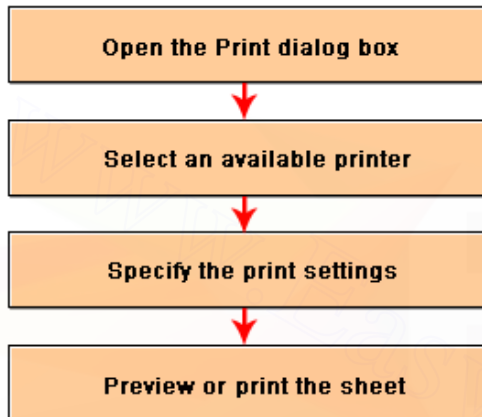 Open the Print dialog box
Select an available printer
Specify the print settings
Preview or print the sheet